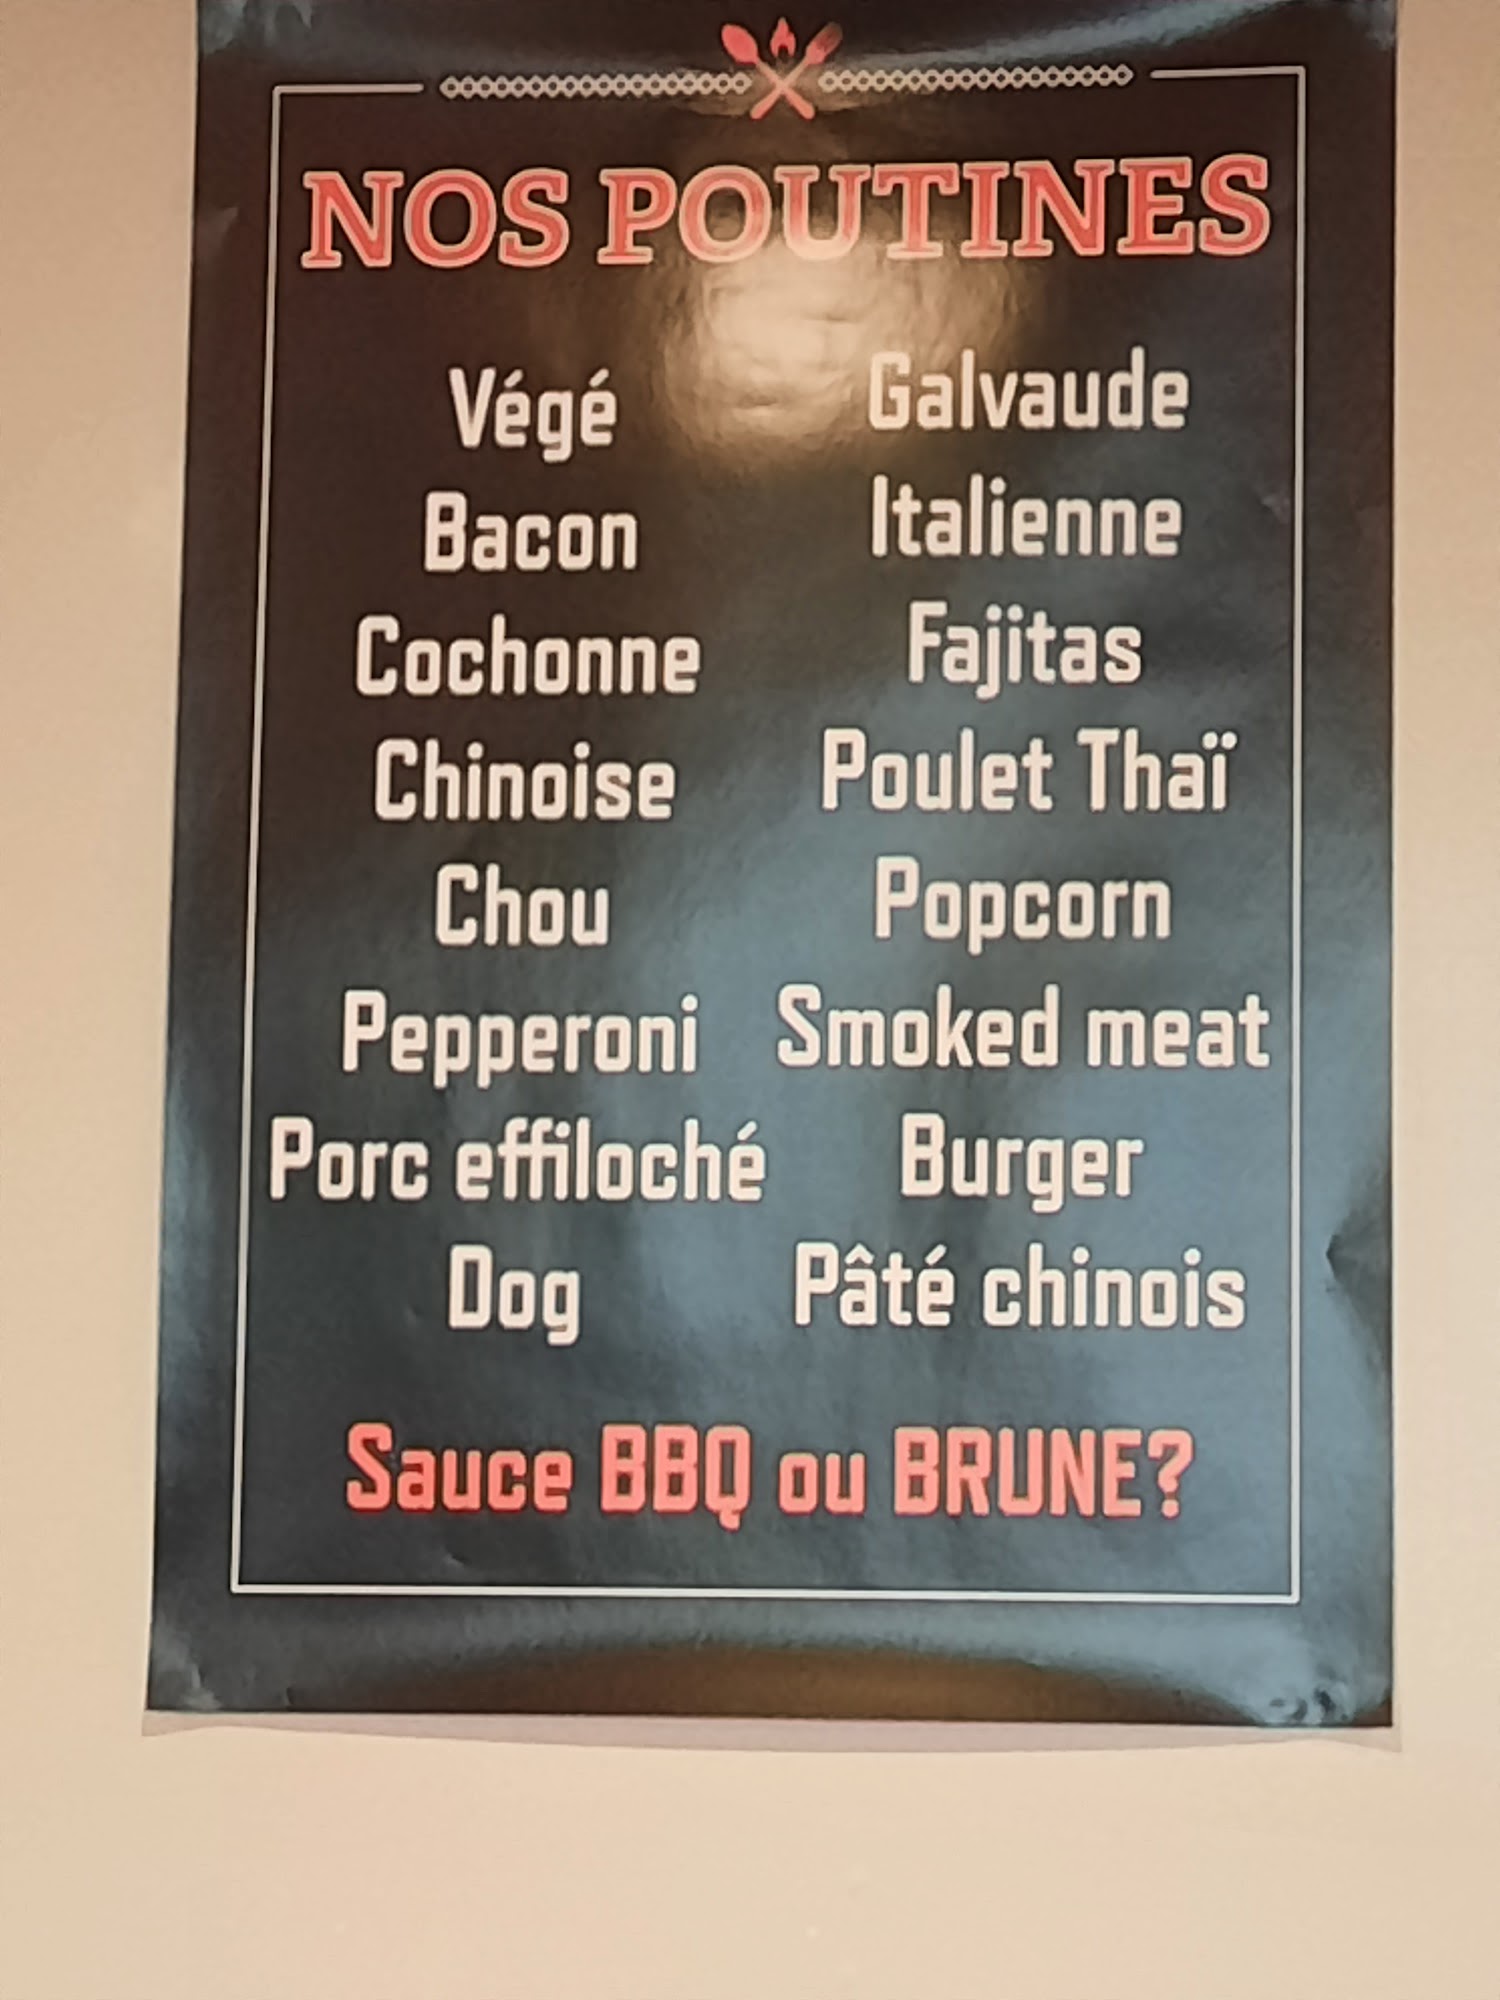 NOS POUTINES
Végé
Bacon
Cochonne
Chinoise
Chou
Pepperoni
Porc effiloché
Dog
Galvaude
Italienne
Fajitas
Poulet Thaï
Popcorn
Smoked meat
Burger
Pâté chinois
Sauce BBQ ou BRUNE?